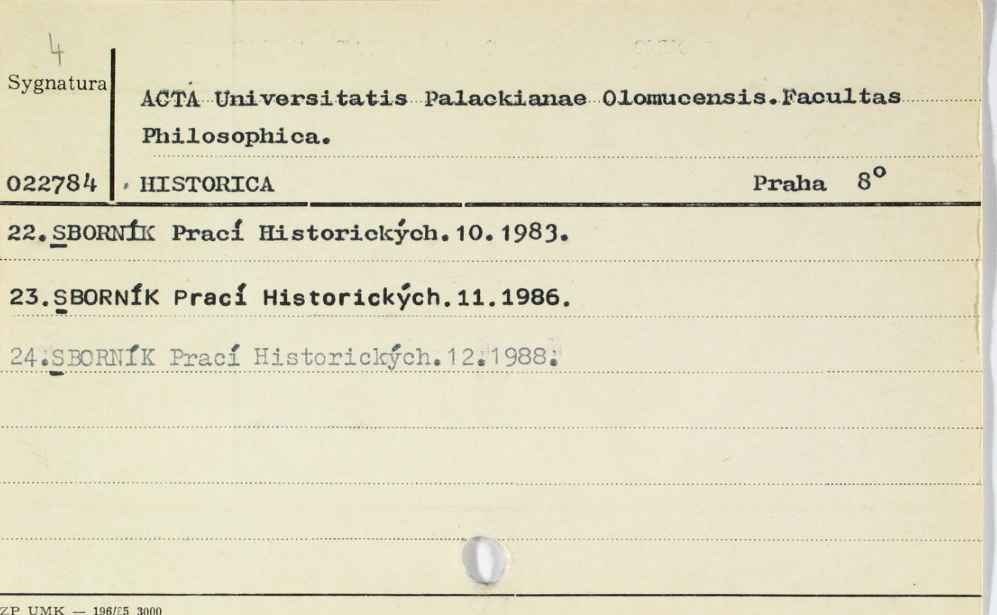 4
Sygnatura
ACTA Universitatis Palackianae Olomucensis.Facultas
Philosophica.
022784 HISTORICA Praha 8°
22.SBORNÍK Prací Historických.10.1983.
23.SBORNÍK Prací Historických.11.1986.
24.SBORNÍK Prací Historických.12.1988.
ZP UMK — 196/85 3000